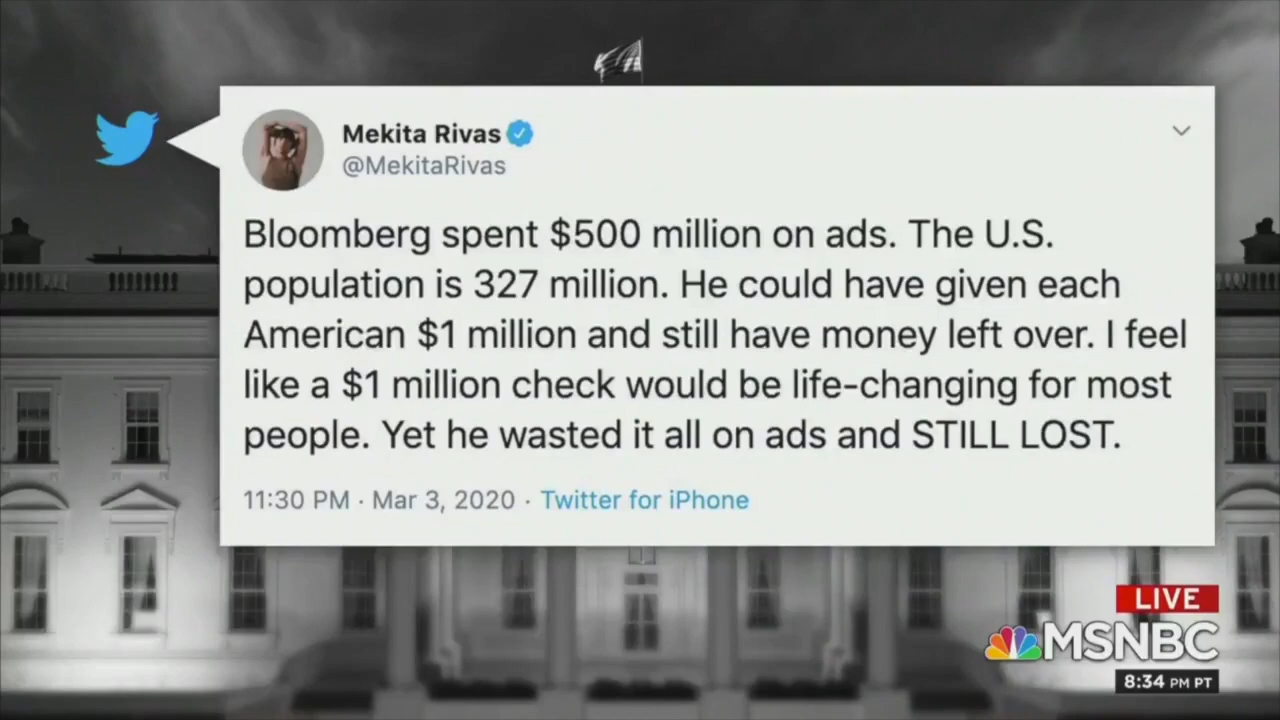 Mekita Rivas
@MekitaRivas
Bloomberg spent $500 million on ads. The U.S.
population is 327 million. He could have given each
American $1 million and still have money left over. I feel
like a $1 million check would be life-changing for most
people. Yet he wasted it all on ads and STILL LOST.
11:30 PM · Mar 3, 2020 · Twitter for iPhone
LIVE
MSNBC
8:34 PM PT